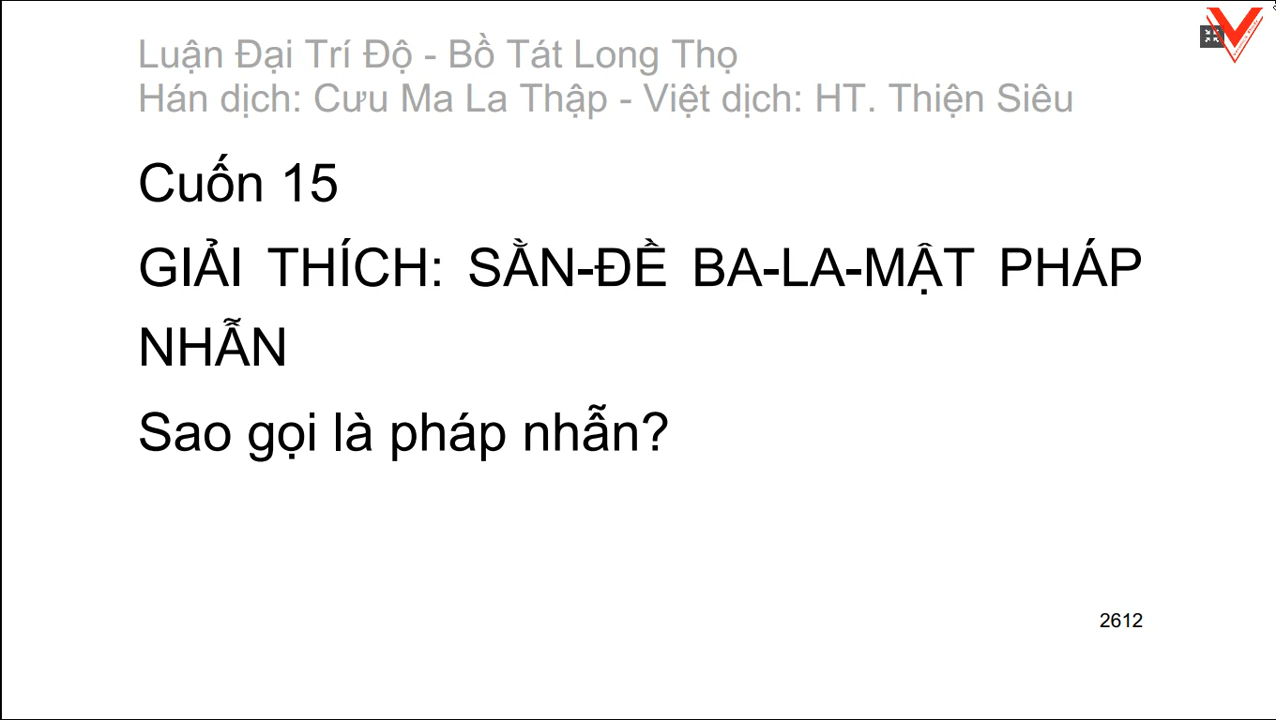 Luận Đại Trí Độ - Bồ Tát Long Thọ
Hán dịch: Cưu Ma La Thập - Việt dịch: HT. Thiện Siêu
Cuốn 15
GIẢI THÍCH: SẰN-ĐỀ BA-LA-MẬT PHÁP
NHẪN
Sao gọi là pháp nhẫn?
2612